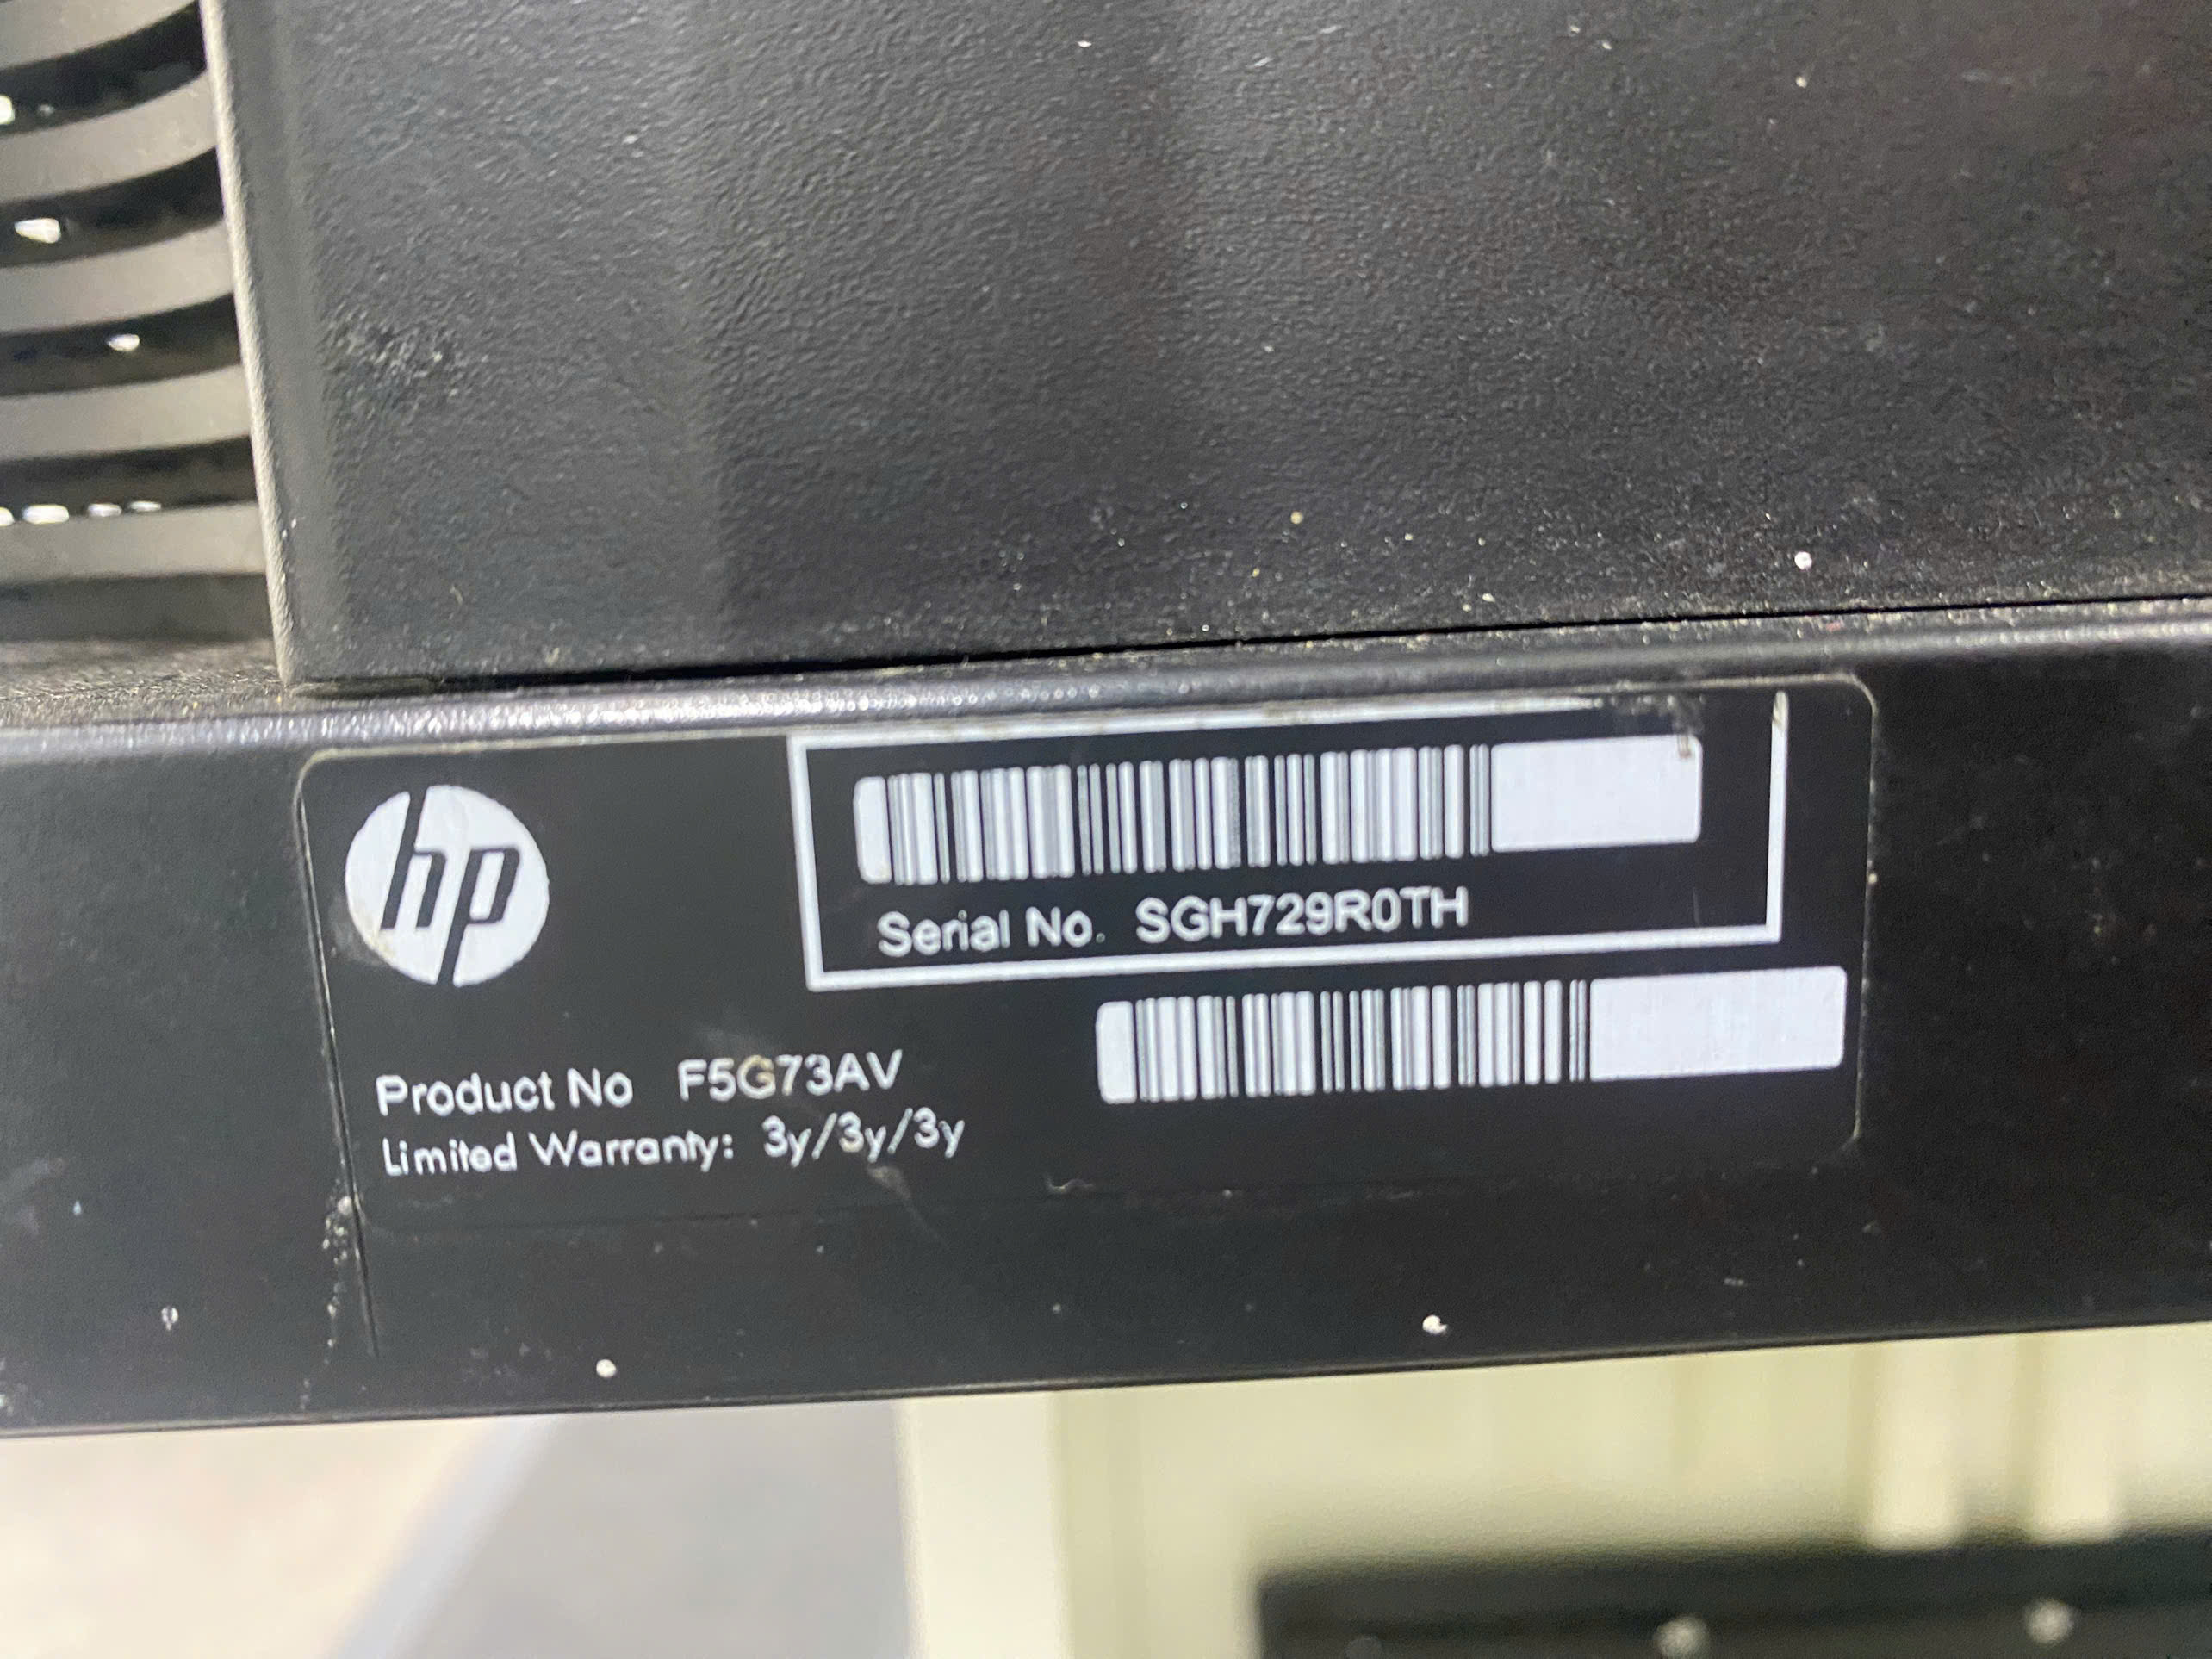 hp
Serial No. SGH729R0TH
Product No F5G73AV
Limited Warranty: 3y/3y/3y